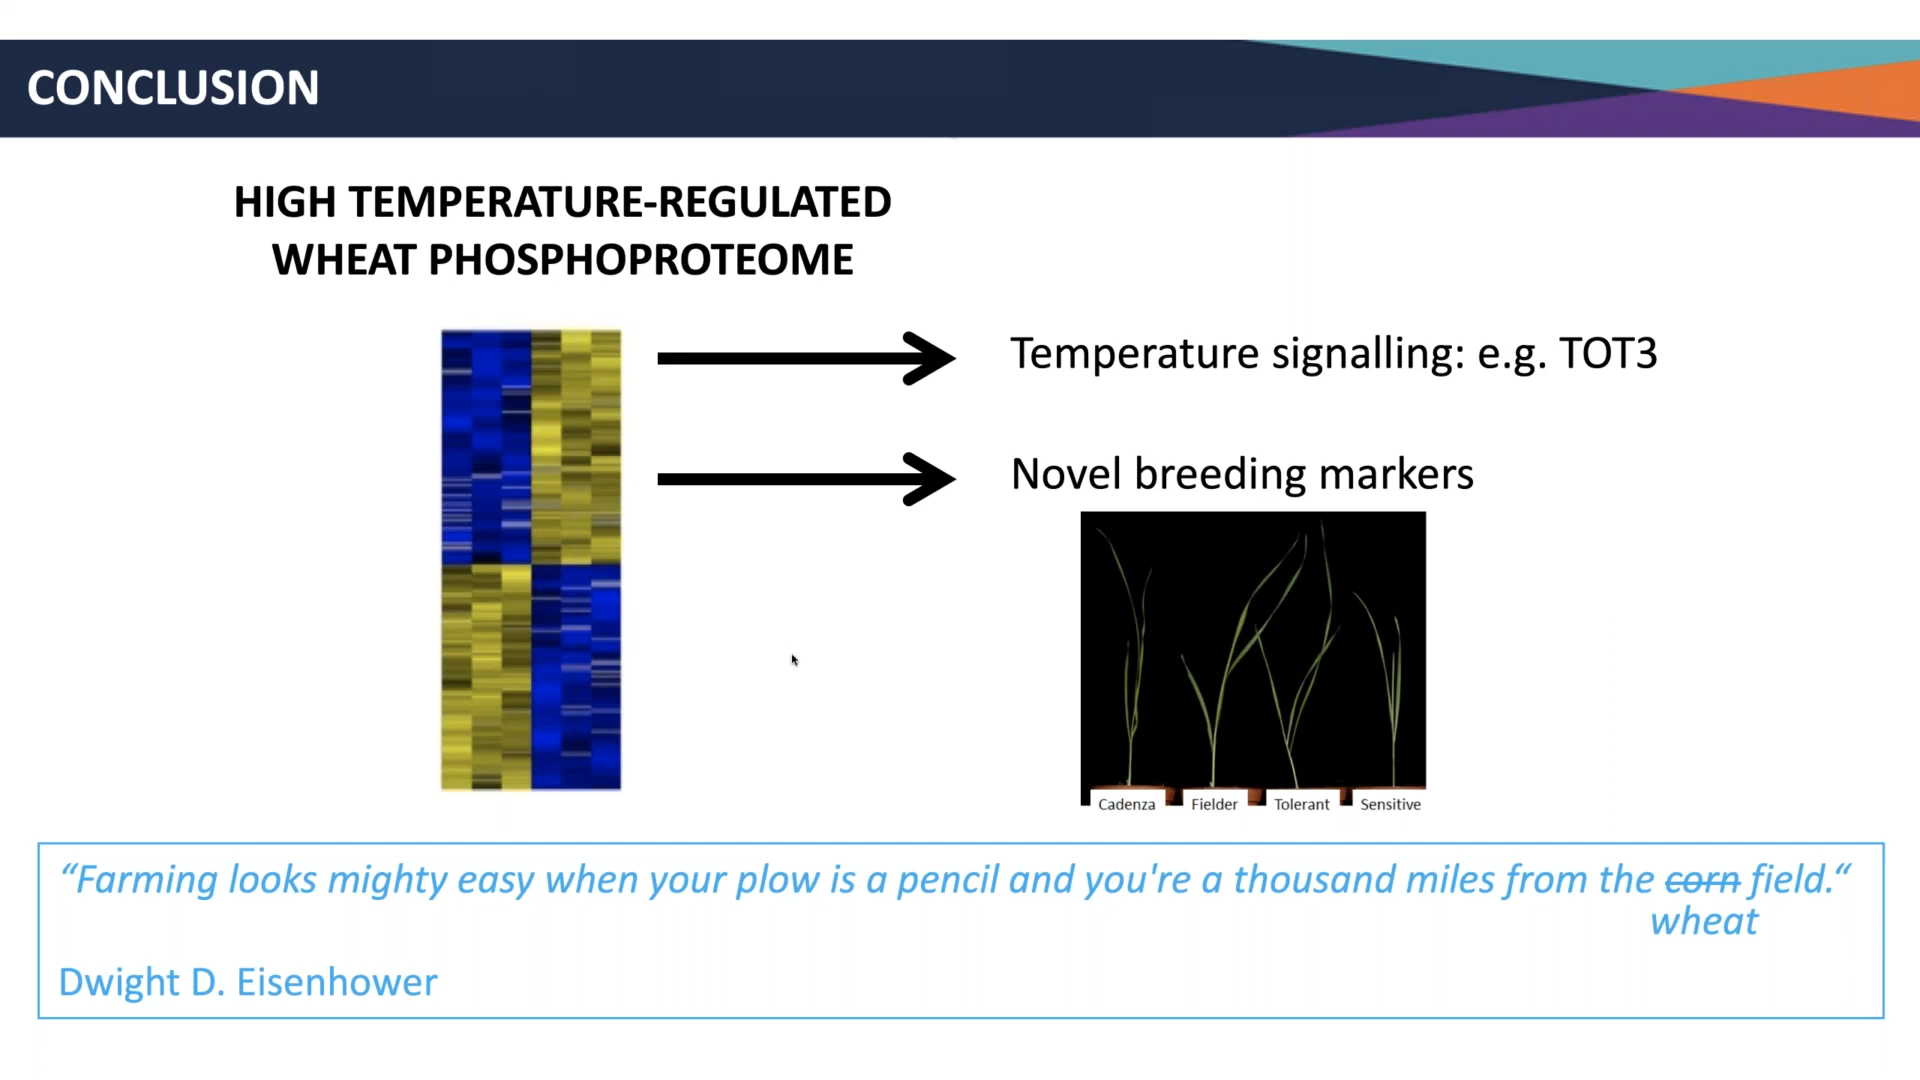 CONCLUSION
HIGH TEMPERATURE-REGULATED
WHEAT PHOSPHOPROTEOME
Temperature signalling: e.g. TOT3
Novel breeding markers
Cadenza Fielder Tolerant Sensitive
“Farming looks mighty easy when your plow is a pencil and you're a thousand miles from the corn field.“
wheat
Dwight D. Eisenhower